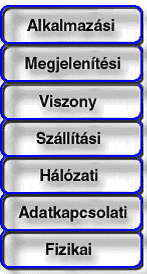 Alkalmazási
Megjelenítési
Viszony
Szállítási
Hálózati
Adatkapcsolati
Fizikai